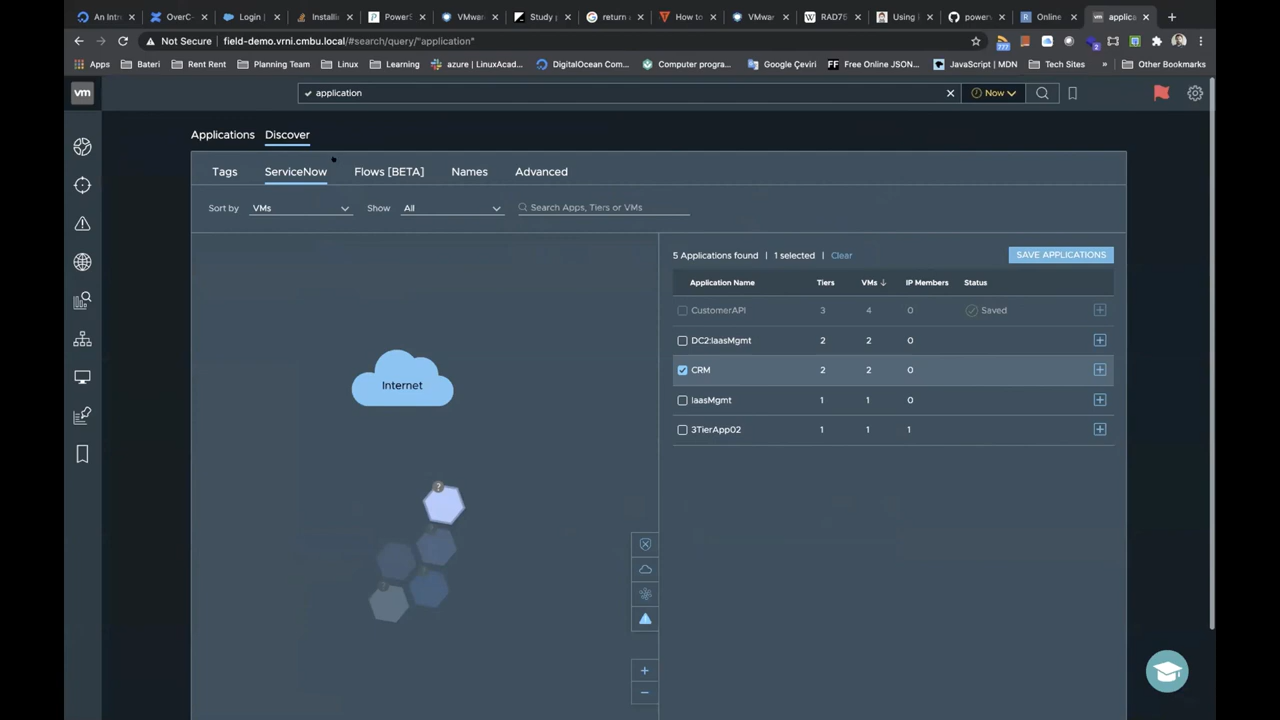 An Intro
OverC
Login |
Installi
PowerS
VMwar
Study p
return a
How to
VMwar
RAD75
Using
power
Online
applica
Not Secure field-demo.vrni.cmbu.local/#search/query/"application"
777
2
Apps Bateri Rent Rent Planning Team Linux Learning azure | LinuxAcad... DigitalOcean Com... Computer progra... Google Çeviri FF Free Online JSON... JavaScript | MDN Tech Sites » Other Bookmarks
vm application Now
Applications Discover
Tags ServiceNow Flows [BETA] Names Advanced
Sort by VMs Show All Search Apps, Tiers or VMs
5 Applications found | 1 selected | Clear SAVE APPLICATIONS
Application Name Tiers VMs ↓ IP Members Status
CustomerAPI 3 4 0 Saved
DC2:IaasMgmt 2 2 0
CRM 2 2 0
IaasMgmt 1 1 0
3TierApp02 1 1 1
Internet
?
+
−